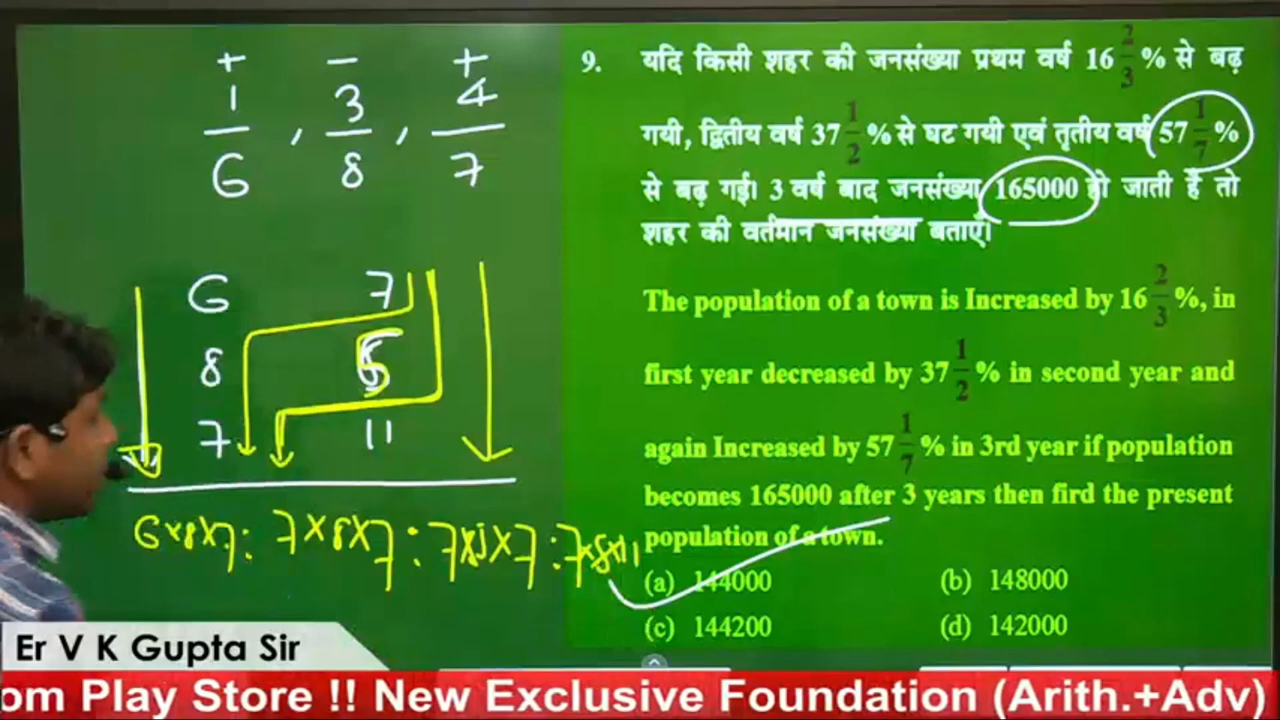 + − +
1/6 , 3/8 , 4/7
6 7
8 5
7 11
6×8×7 : 7×8×7 : 7×5×7 : 7×5×11
9. यदि किसी शहर की जनसंख्या प्रथम वर्ष 16 2/3 % से बढ़
गयी, द्वितीय वर्ष 37 1/2 % से घट गयी एवं तृतीय वर्ष 57 1/7 %
से बढ़ गई। 3 वर्ष बाद जनसंख्या 165000 हो जाती है तो
शहर की वर्तमान जनसंख्या बताएँ।
The population of a town is Increased by 16 2/3 %, in
first year decreased by 37 1/2 % in second year and
again Increased by 57 1/7 % in 3rd year if population
becomes 165000 after 3 years then fird the present
population of a town.
(a) 144000 (b) 148000
(c) 144200 (d) 142000
Er V K Gupta Sir
om Play Store !! New Exclusive Foundation (Arith.+Adv)